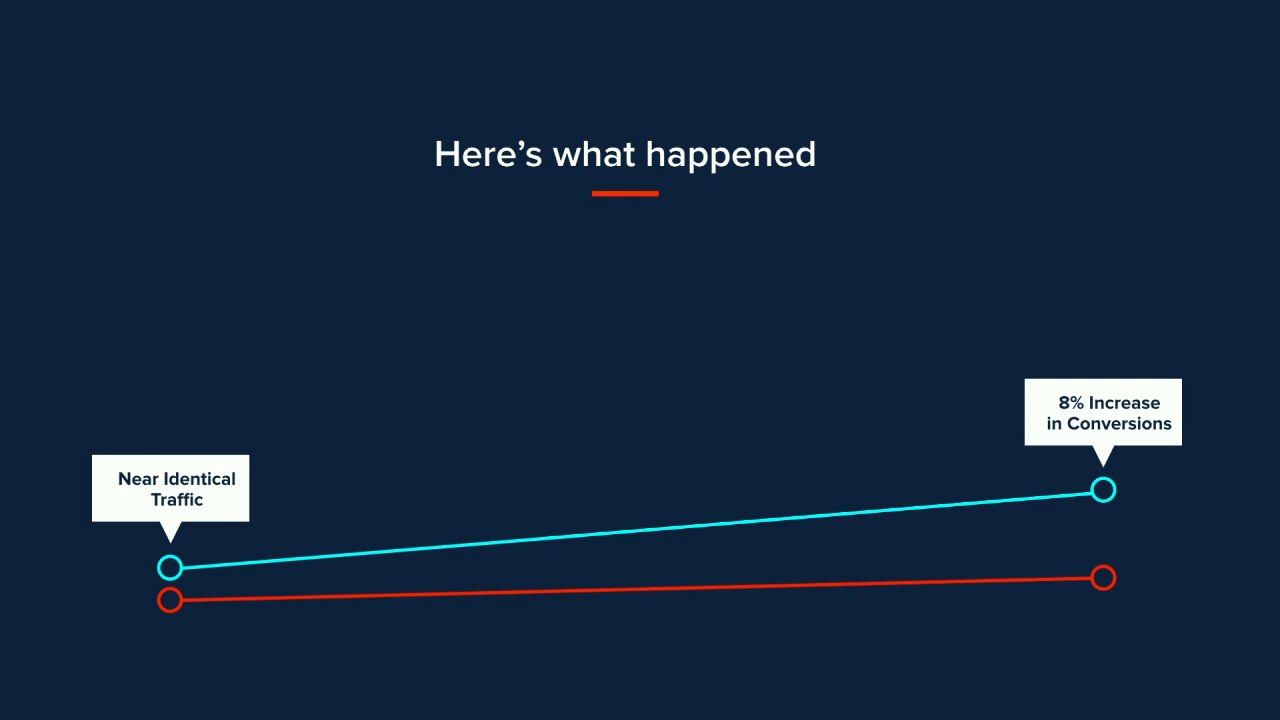 Here’s what happened
8% Increase
in Conversions
Near Identical
Traffic